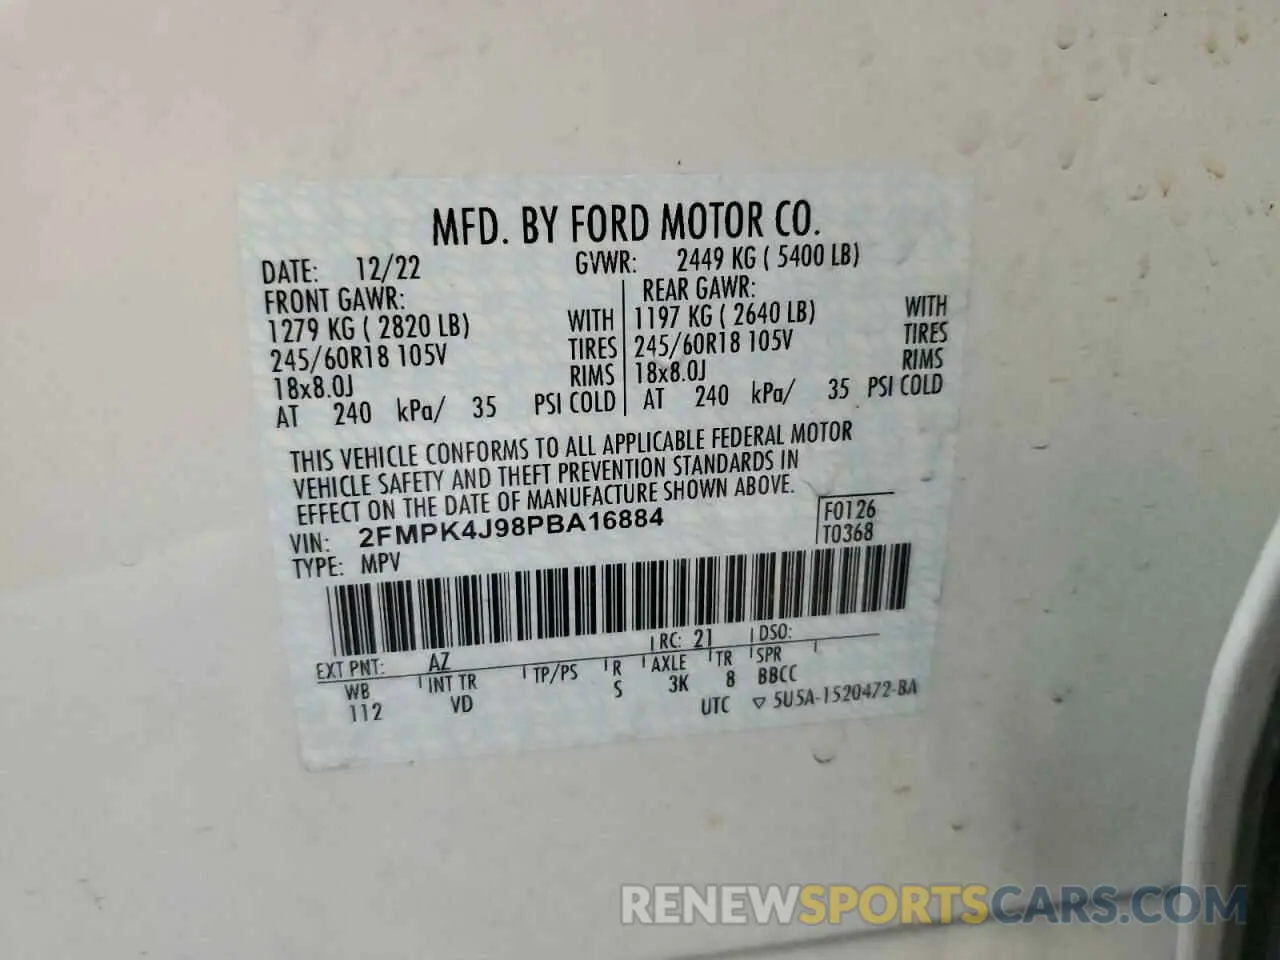 MFD. BY FORD MOTOR CO.
DATE: 12/22 GVWR: 2449 KG ( 5400 LB)
FRONT GAWR: REAR GAWR:
1279 KG ( 2820 LB) WITH 1197 KG ( 2640 LB) WITH
245/60R18 105V TIRES 245/60R18 105V TIRES
18x8.0J RIMS 18x8.0J RIMS
AT 240 kPa/ 35 PSI COLD AT 240 kPa/ 35 PSI COLD
THIS VEHICLE CONFORMS TO ALL APPLICABLE FEDERAL MOTOR
VEHICLE SAFETY AND THEFT PREVENTION STANDARDS IN
EFFECT ON THE DATE OF MANUFACTURE SHOWN ABOVE.
VIN: 2FMPK4J98PBA16884 F0126
TYPE: MPV T0368
EXT PNT: AZ RC: 21 DSO:
WB INT TR TP/PS R AXLE TR SPR
112 VD S 3K 8 BBCC
UTC ▽ 5U5A-1520472-BA
RENEWSPORTSCARS.COM